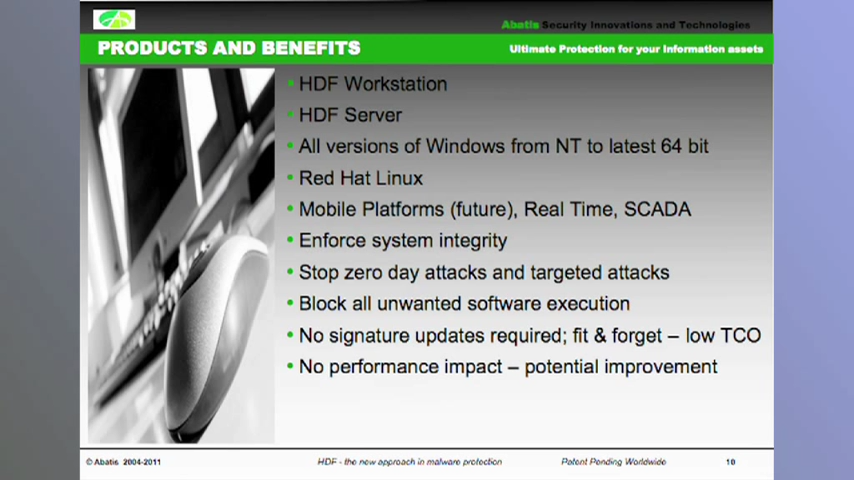 Abatis Security Innovations and Technologies
PRODUCTS AND BENEFITS
Ultimate Protection for your Information assets
• HDF Workstation
• HDF Server
• All versions of Windows from NT to latest 64 bit
• Red Hat Linux
• Mobile Platforms (future), Real Time, SCADA
• Enforce system integrity
• Stop zero day attacks and targeted attacks
• Block all unwanted software execution
• No signature updates required; fit & forget – low TCO
• No performance impact – potential improvement
© Abatis 2004-2011
HDF - the new approach in malware protection
Patent Pending Worldwide
10